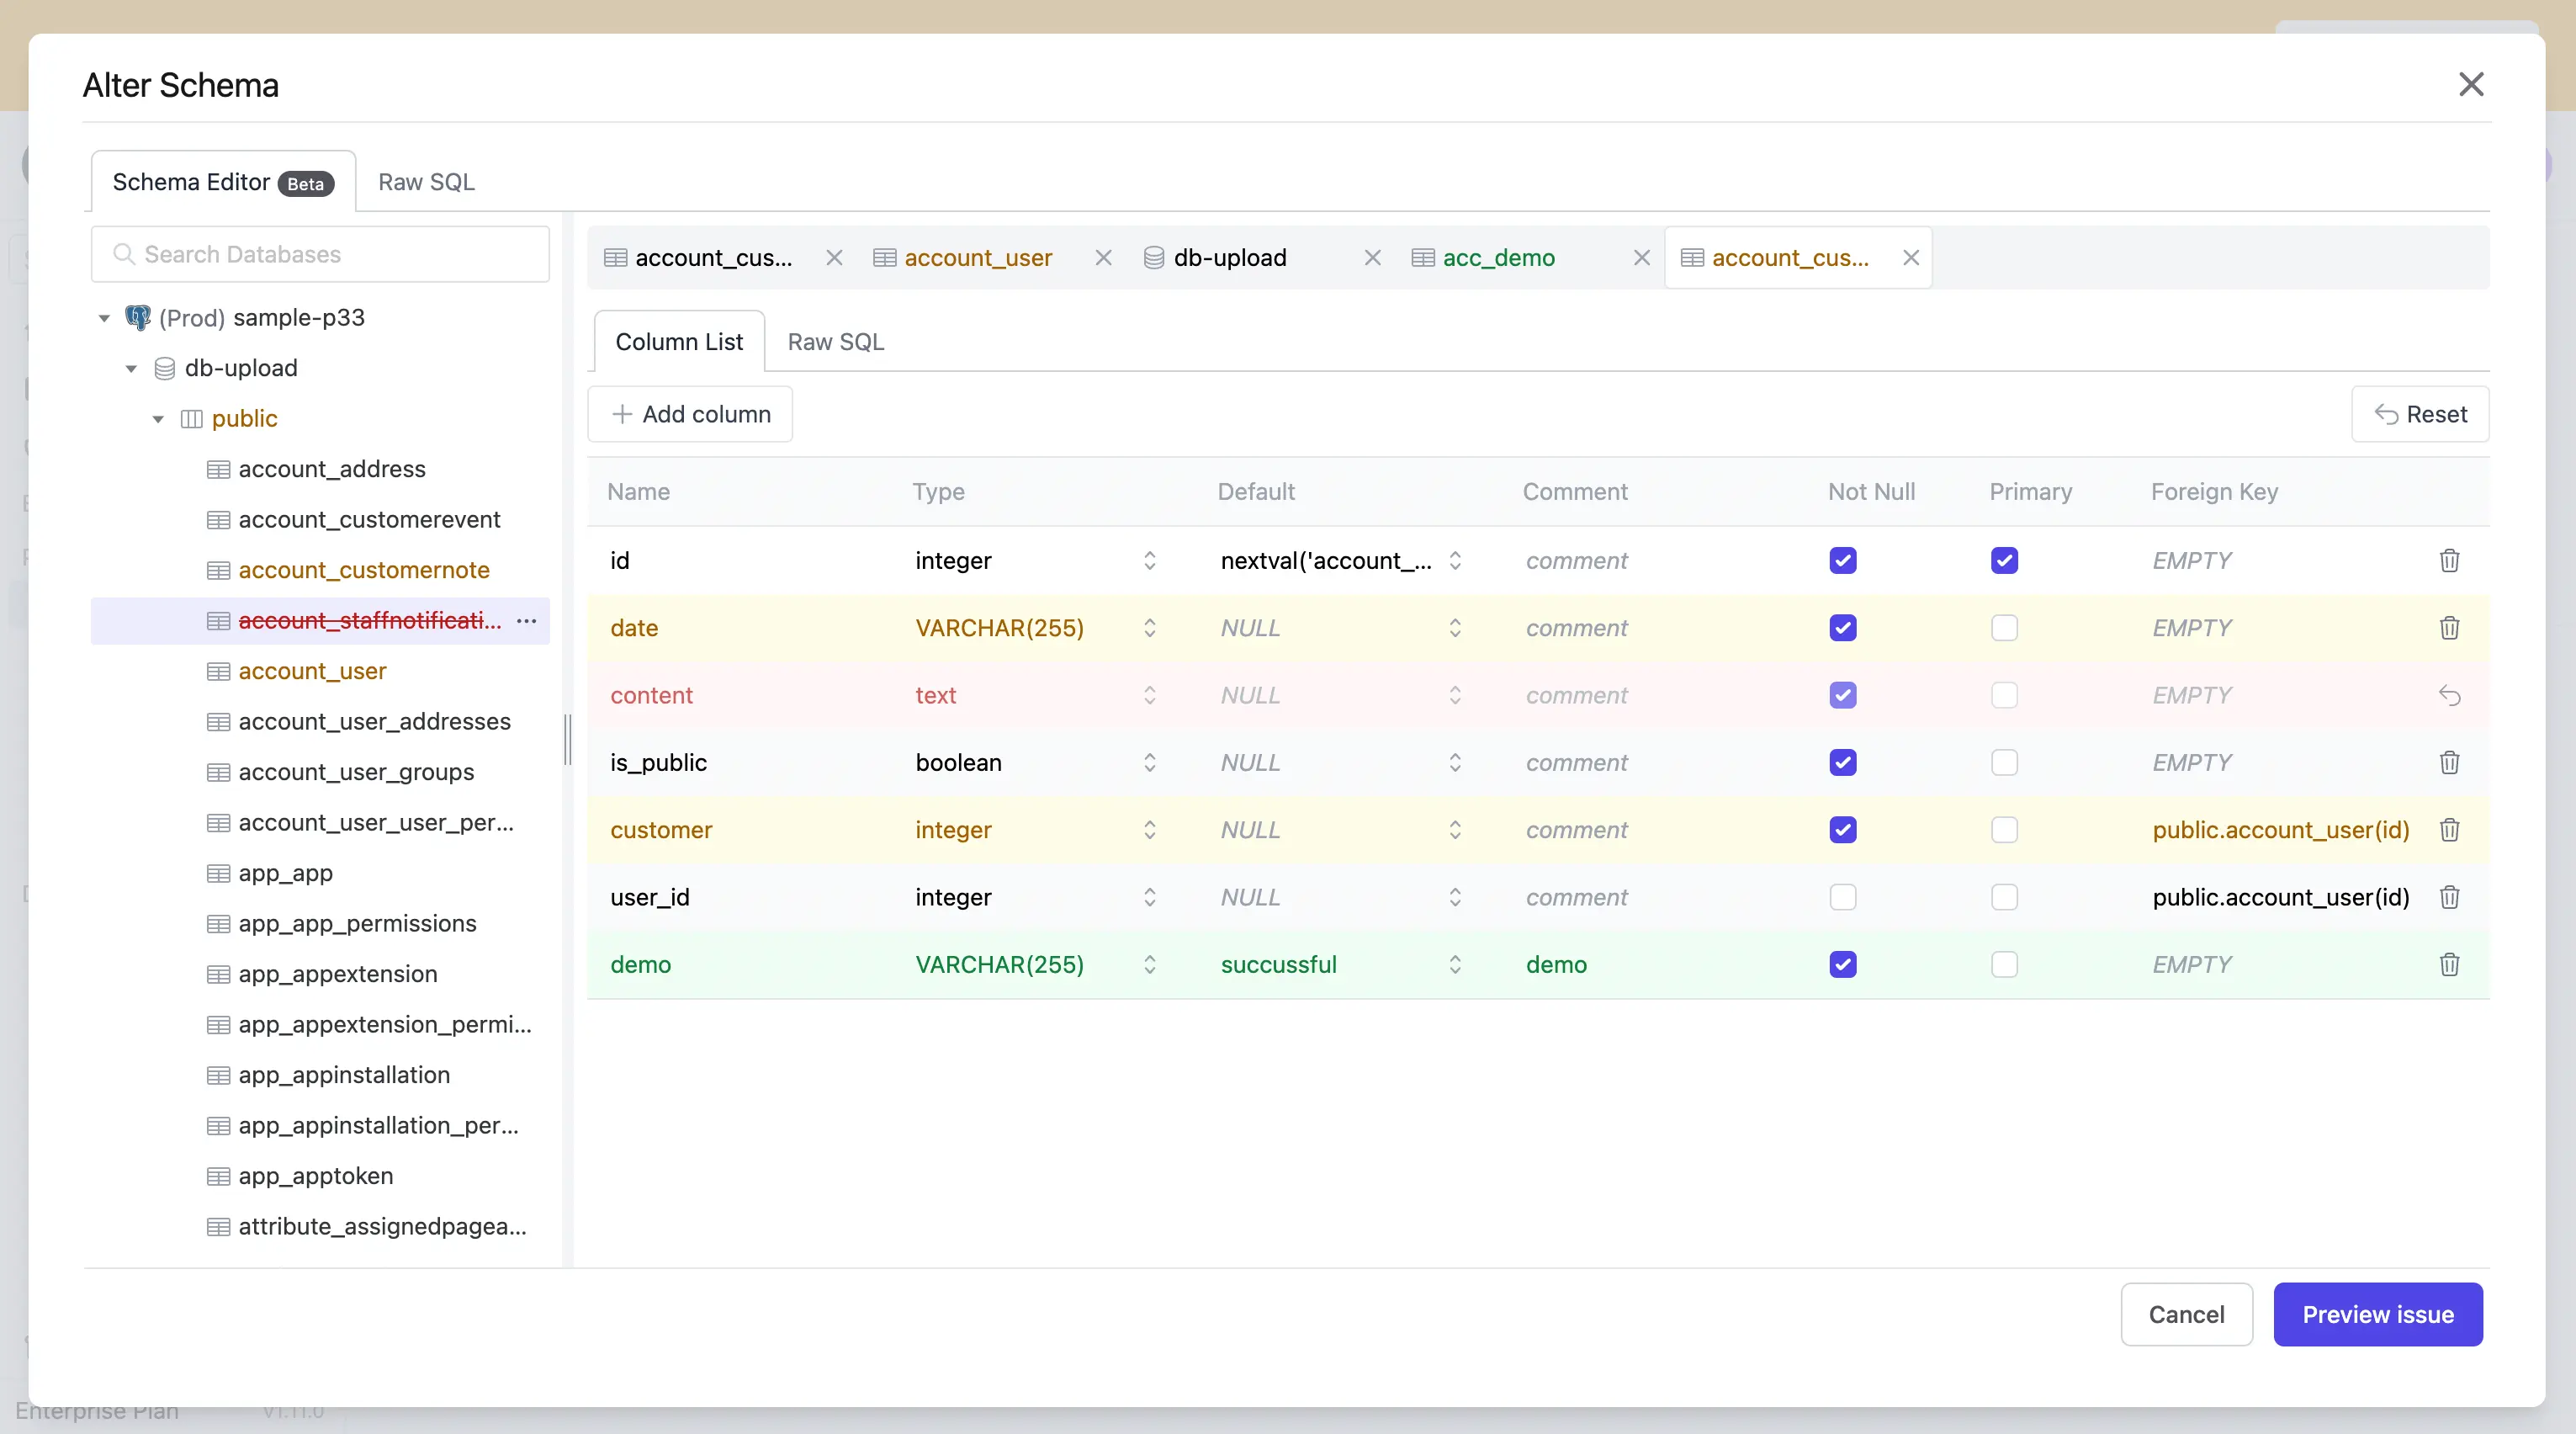 Alter Schema
Schema Editor Beta
Raw SQL
Search Databases
(Prod) sample-p33
db-upload
public
account_address
account_customerevent
account_customernote
account_staffnotificati...
account_user
account_user_addresses
account_user_groups
account_user_user_per...
app_app
app_app_permissions
app_appextension
app_appextension_permi...
app_appinstallation
app_appinstallation_per...
app_apptoken
attribute_assignedpagea...
account_cus... account_user db-upload acc_demo account_cus...
Column List Raw SQL
Add column Reset
Name Type Default Comment Not Null Primary Foreign Key
id integer nextval('account_... comment EMPTY
date VARCHAR(255) NULL comment EMPTY
content text NULL comment EMPTY
is_public boolean NULL comment EMPTY
customer integer NULL comment public.account_user(id)
user_id integer NULL comment public.account_user(id)
demo VARCHAR(255) succussful demo EMPTY
Cancel Preview issue
Enterprise Plan v1.11.0